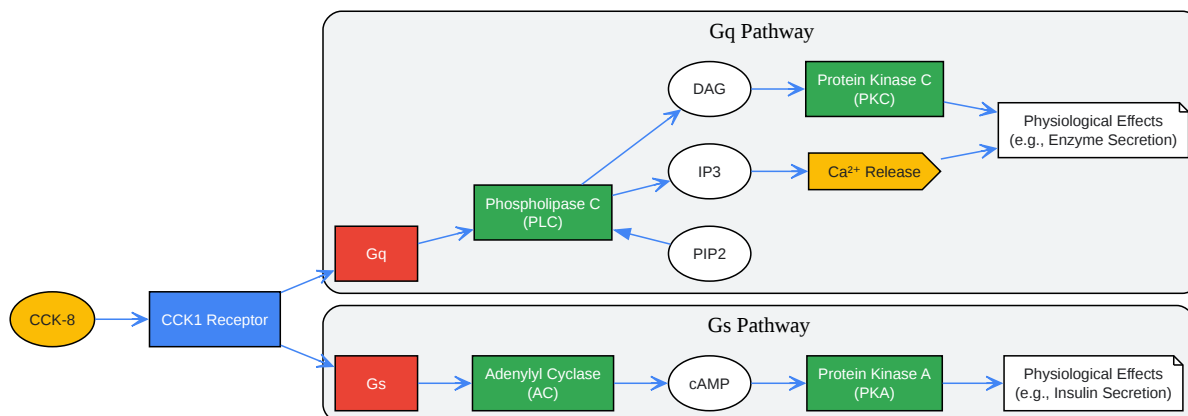 Gq Pathway
DAG
Protein Kinase C
(PKC)
Physiological Effects
(e.g., Enzyme Secretion)
IP3
Ca²⁺ Release
Phospholipase C
(PLC)
Gq
PIP2
CCK-8
CCK1 Receptor
Gs Pathway
Gs
Adenylyl Cyclase
(AC)
cAMP
Protein Kinase A
(PKA)
Physiological Effects
(e.g., Insulin Secretion)